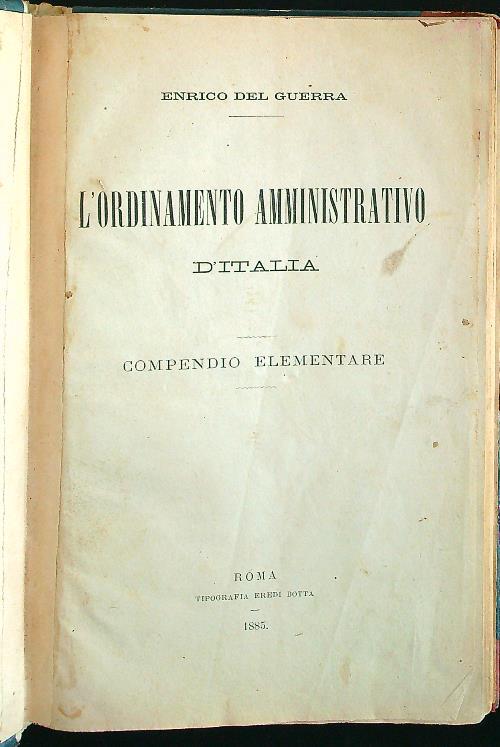 ENRICO DEL GUERRA
L'ORDINAMENTO AMMINISTRATIVO
D'ITALIA
COMPENDIO ELEMENTARE
ROMA
TIPOGRAFIA EREDI BOTTA
—
1885.